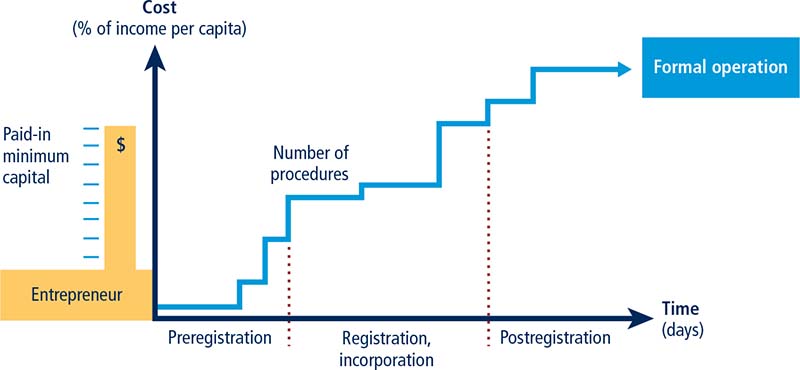 Cost
(% of income per capita)
Formal operation
Paid-in
minimum
capital
$
Number of
procedures
Entrepreneur
Time
(days)
Preregistration
Registration,
incorporation
Postregistration